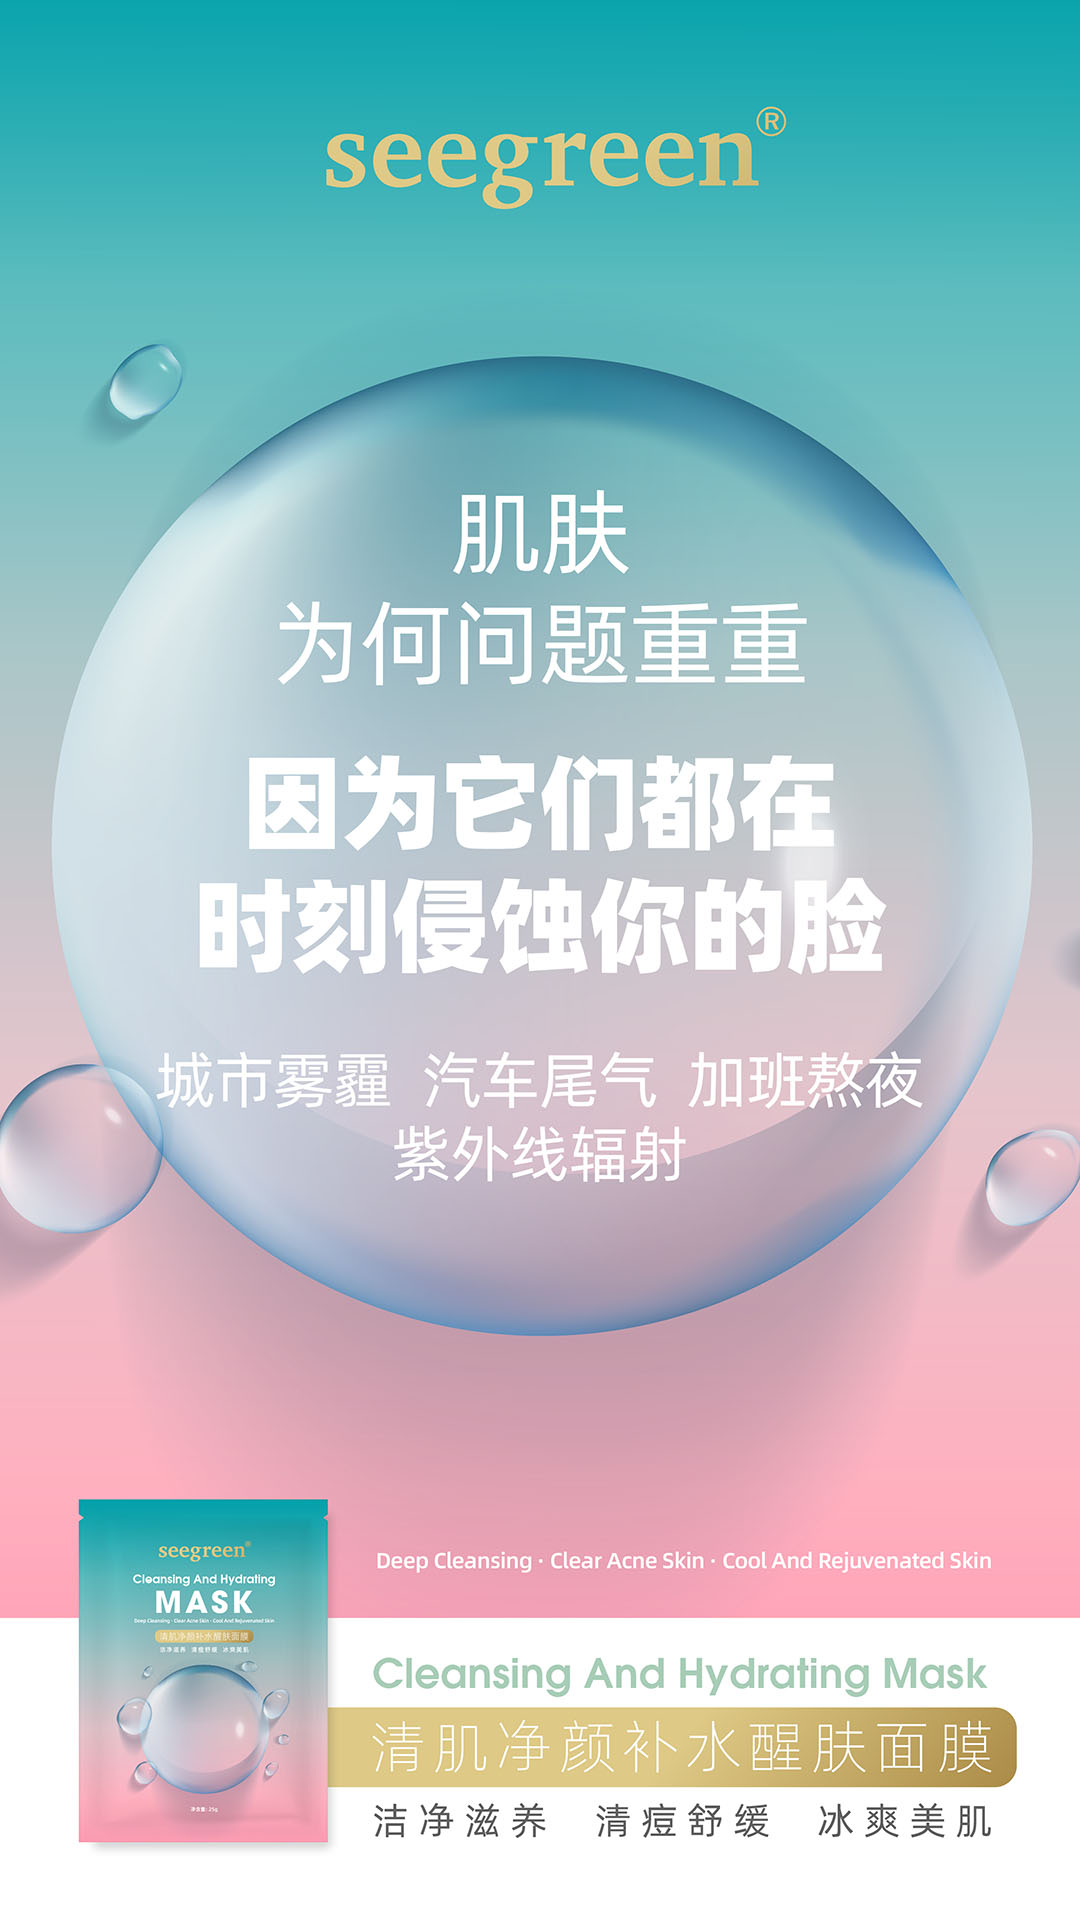 seegreen®
肌肤
为何问题重重
因为它们都在
时刻侵蚀你的脸
城市雾霾 汽车尾气 加班熬夜
紫外线辐射
Deep Cleansing · Clear Acne Skin · Cool And Rejuvenated Skin
Cleansing And Hydrating Mask
清肌净颜补水醒肤面膜
洁净滋养 清痘舒缓 冰爽美肌
seegreen®
Cleansing And Hydrating
MASK
Deep Cleansing · Clear Acne Skin · Cool And Rejuvenated Skin
清肌净颜补水醒肤面膜
洁净滋养 清痘舒缓 冰爽美肌
净含量: 25g